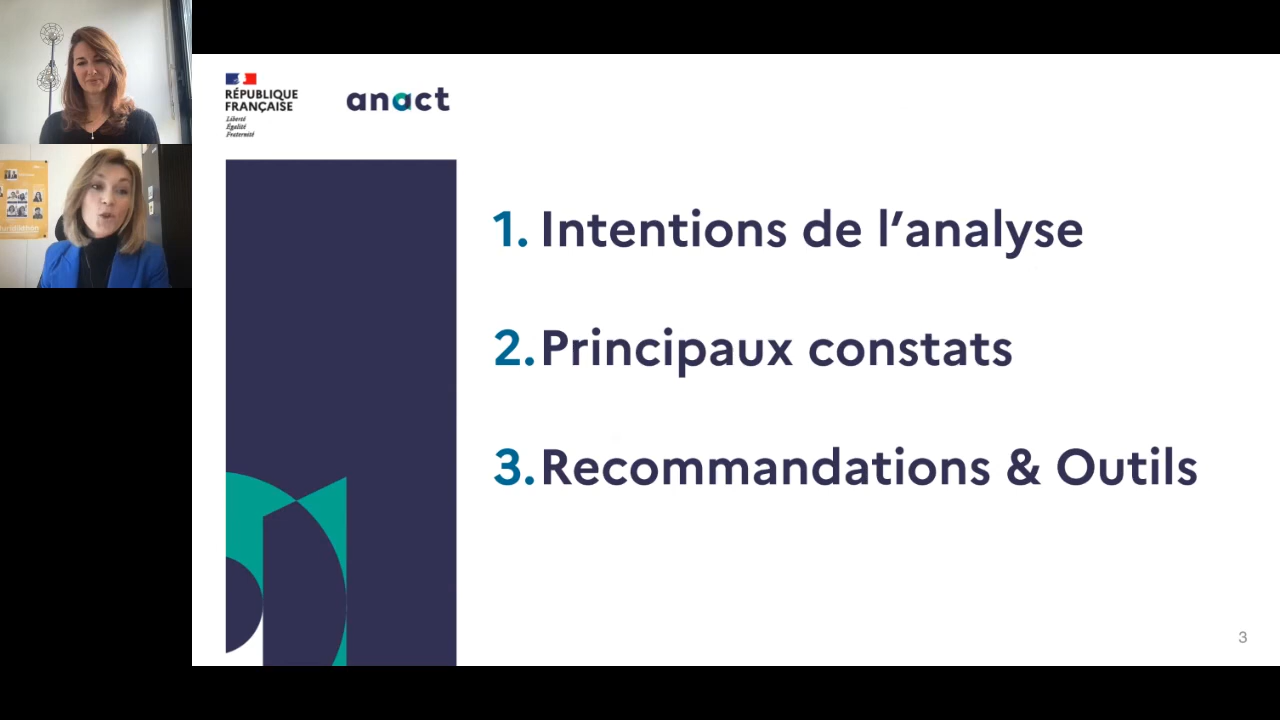 RÉPUBLIQUE
FRANÇAISE
Liberté
Égalité
Fraternité
anact
1. Intentions de l’analyse
2. Principaux constats
3. Recommandations & Outils
3